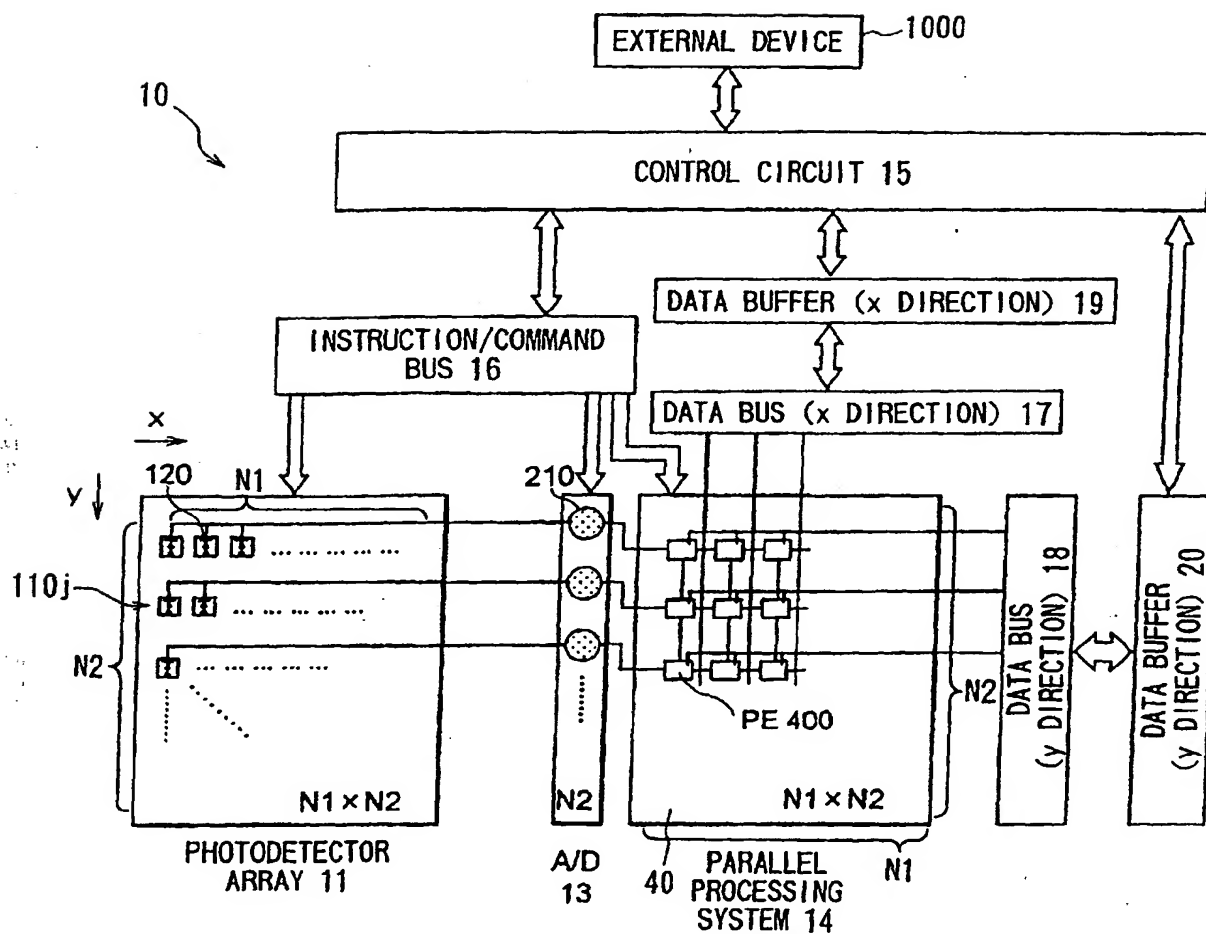 EXTERNAL DEVICE
1000
10
CONTROL CIRCUIT 15
DATA BUFFER (x DIRECTION) 19
INSTRUCTION/COMMAND
BUS 16
DATA BUS (x DIRECTION) 17
x
y
120
N1
210
110j
N2
PE 400
N1×N2
N2
N1×N2
N2
DATA BUS
(y DIRECTION) 18
DATA BUFFER
(y DIRECTION) 20
PHOTODETECTOR
ARRAY 11
A/D
13
40
PARALLEL
PROCESSING
SYSTEM 14
N1